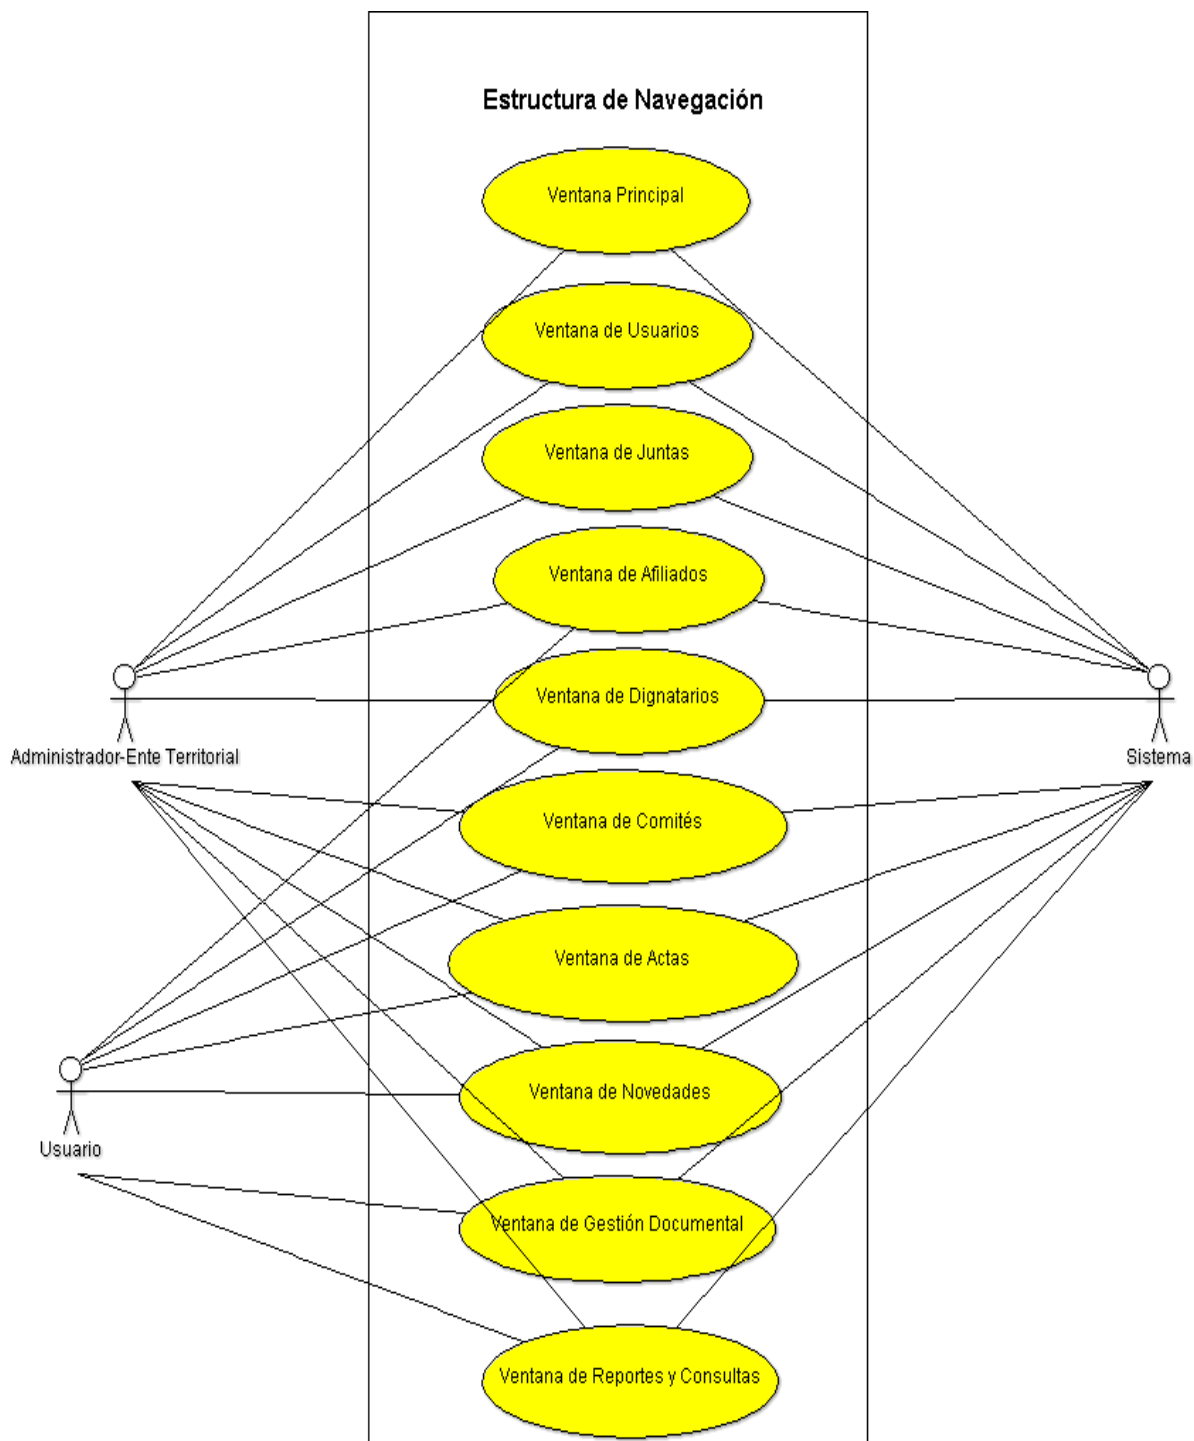 Estructura de Navegación
Ventana Principal
Ventana de Usuarios
Ventana de Juntas
Ventana de Afiliados
Ventana de Dignatarios
Administrador-Ente Territorial
Sistema
Ventana de Comités
Ventana de Actas
Ventana de Novedades
Usuario
Ventana de Gestión Documental
Ventana de Reportes y Consultas